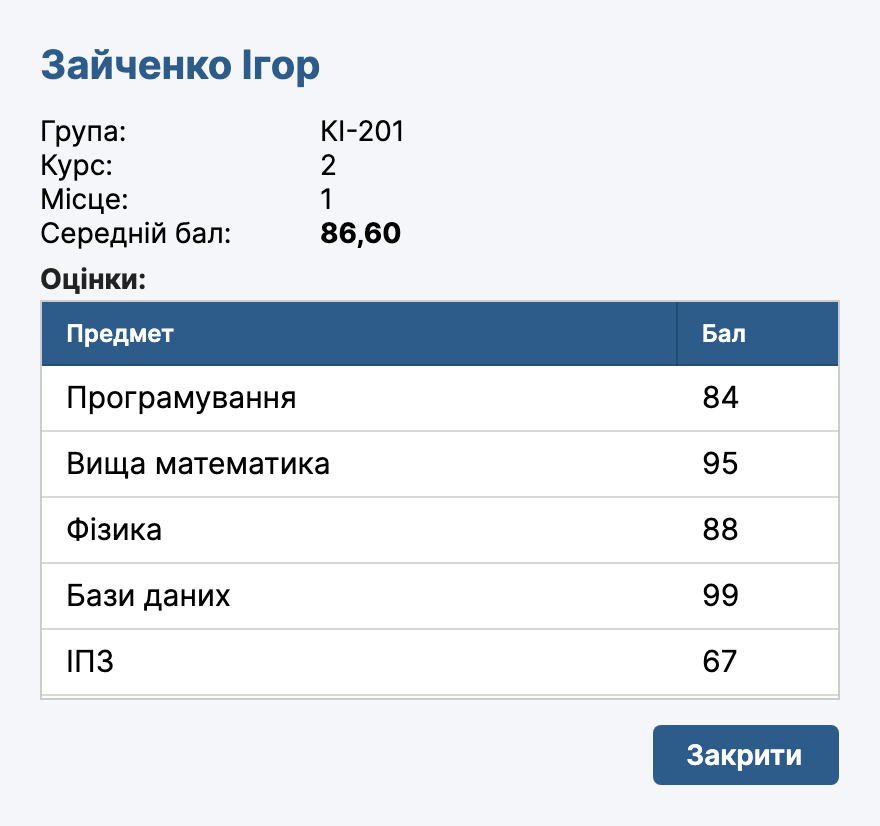 Зайченко Ігор
Група: КІ-201
Курс: 2
Місце: 1
Середній бал: 86,60
Оцінки:
Предмет Бал
Програмування 84
Вища математика 95
Фізика 88
Бази даних 99
ІПЗ 67
Закрити